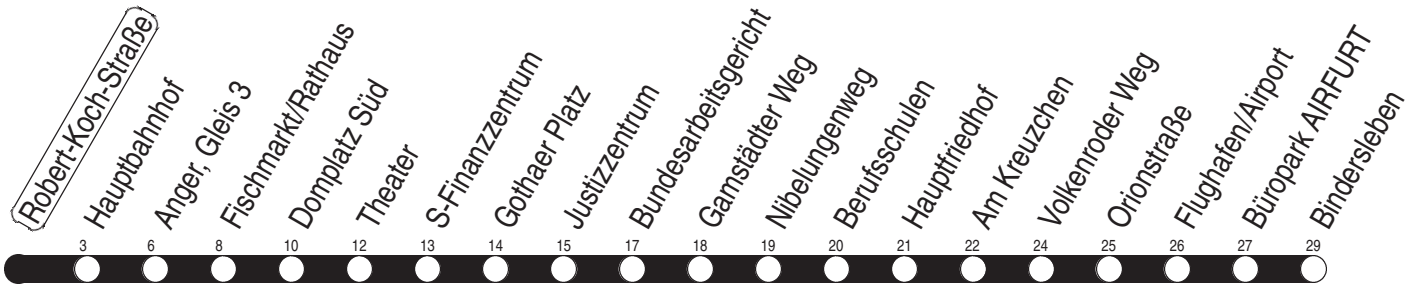 Robert-Koch-Straße
Hauptbahnhof
Anger, Gleis 3
Fischmarkt/Rathaus
Domplatz Süd
Theater
S-Finanzzentrum
Gothaer Platz
Justizzentrum
Bundesarbeitsgericht
Gamstädter Weg
Nibelungenweg
Berufsschulen
Hauptfriedhof
Am Kreuzchen
Volkenroder Weg
Orionstraße
Flughafen/Airport
Büropark AIRFURT
Bindersleben
3 6 8 10 12 13 14 15 17 18 19 20 21 22 24 25 26 27 29